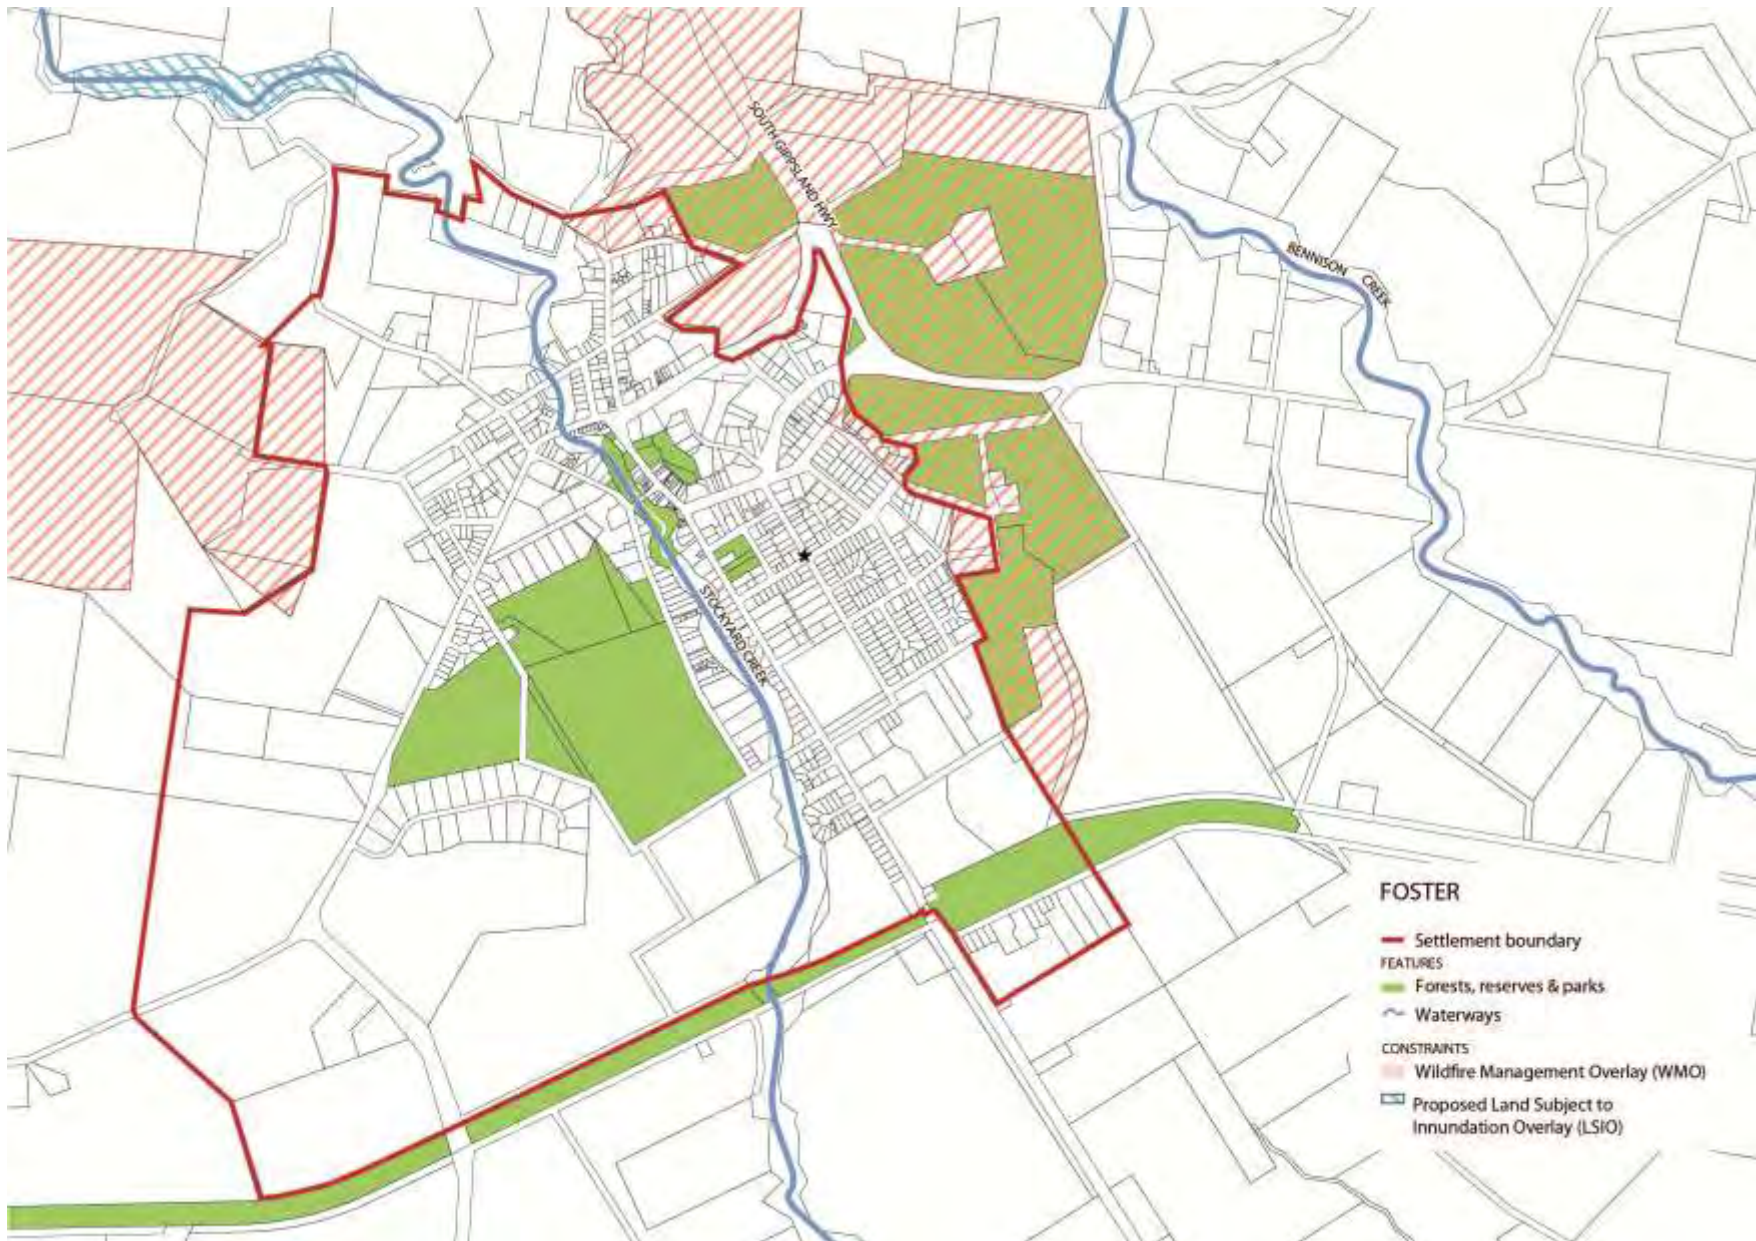 SOUTH GIPPSLAND HWY
BENNISON CREEK
STOCKYARD CREEK
FOSTER
Settlement boundary
FEATURES
Forests, reserves & parks
Waterways
CONSTRAINTS
Wildfire Management Overlay (WMO)
Proposed Land Subject to
Innundation Overlay (LSIO)